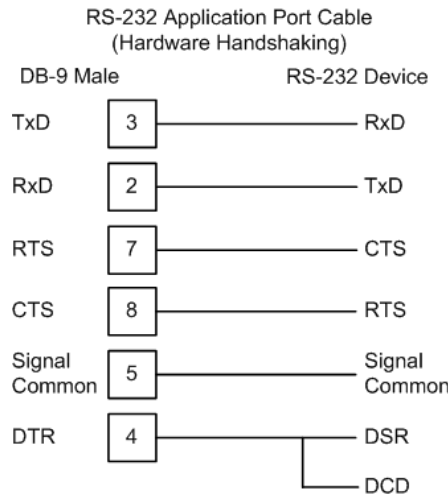 RS-232 Application Port Cable
(Hardware Handshaking)
DB-9 Male RS-232 Device
TxD 3 RxD
RxD 2 TxD
RTS 7 CTS
CTS 8 RTS
Signal Common 5 Signal Common
DTR 4 DSR
DCD